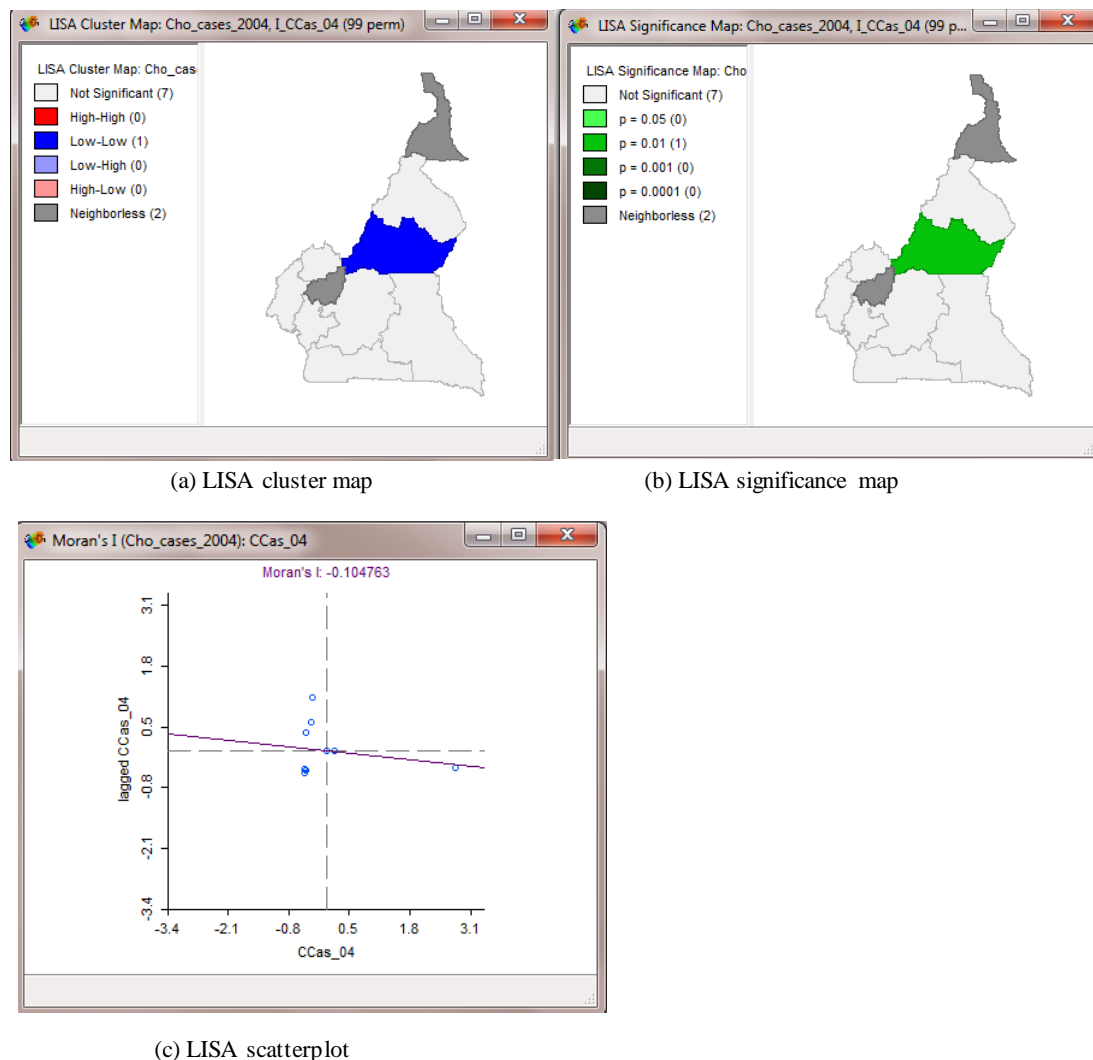 LISA Cluster Map: Cho_cases_2004, I_CCas_04 (99 perm)
LISA Cluster Map: Cho_cas
Not Significant (7)
High-High (0)
Low-Low (1)
Low-High (0)
High-Low (0)
Neighborless (2)
LISA Significance Map: Cho_cases_2004, I_CCas_04 (99 p...
LISA Significance Map: Cho
Not Significant (7)
p = 0.05 (0)
p = 0.01 (1)
p = 0.001 (0)
p = 0.0001 (0)
Neighborless (2)
(a) LISA cluster map
(b) LISA significance map
Moran's I (Cho_cases_2004): CCas_04
Moran's I: -0.104763
3.1
1.8
0.5
-0.8
-2.1
-3.4
lagged CCas_04
-3.4 -2.1 -0.8 0.5 1.8 3.1
CCas_04
(c) LISA scatterplot